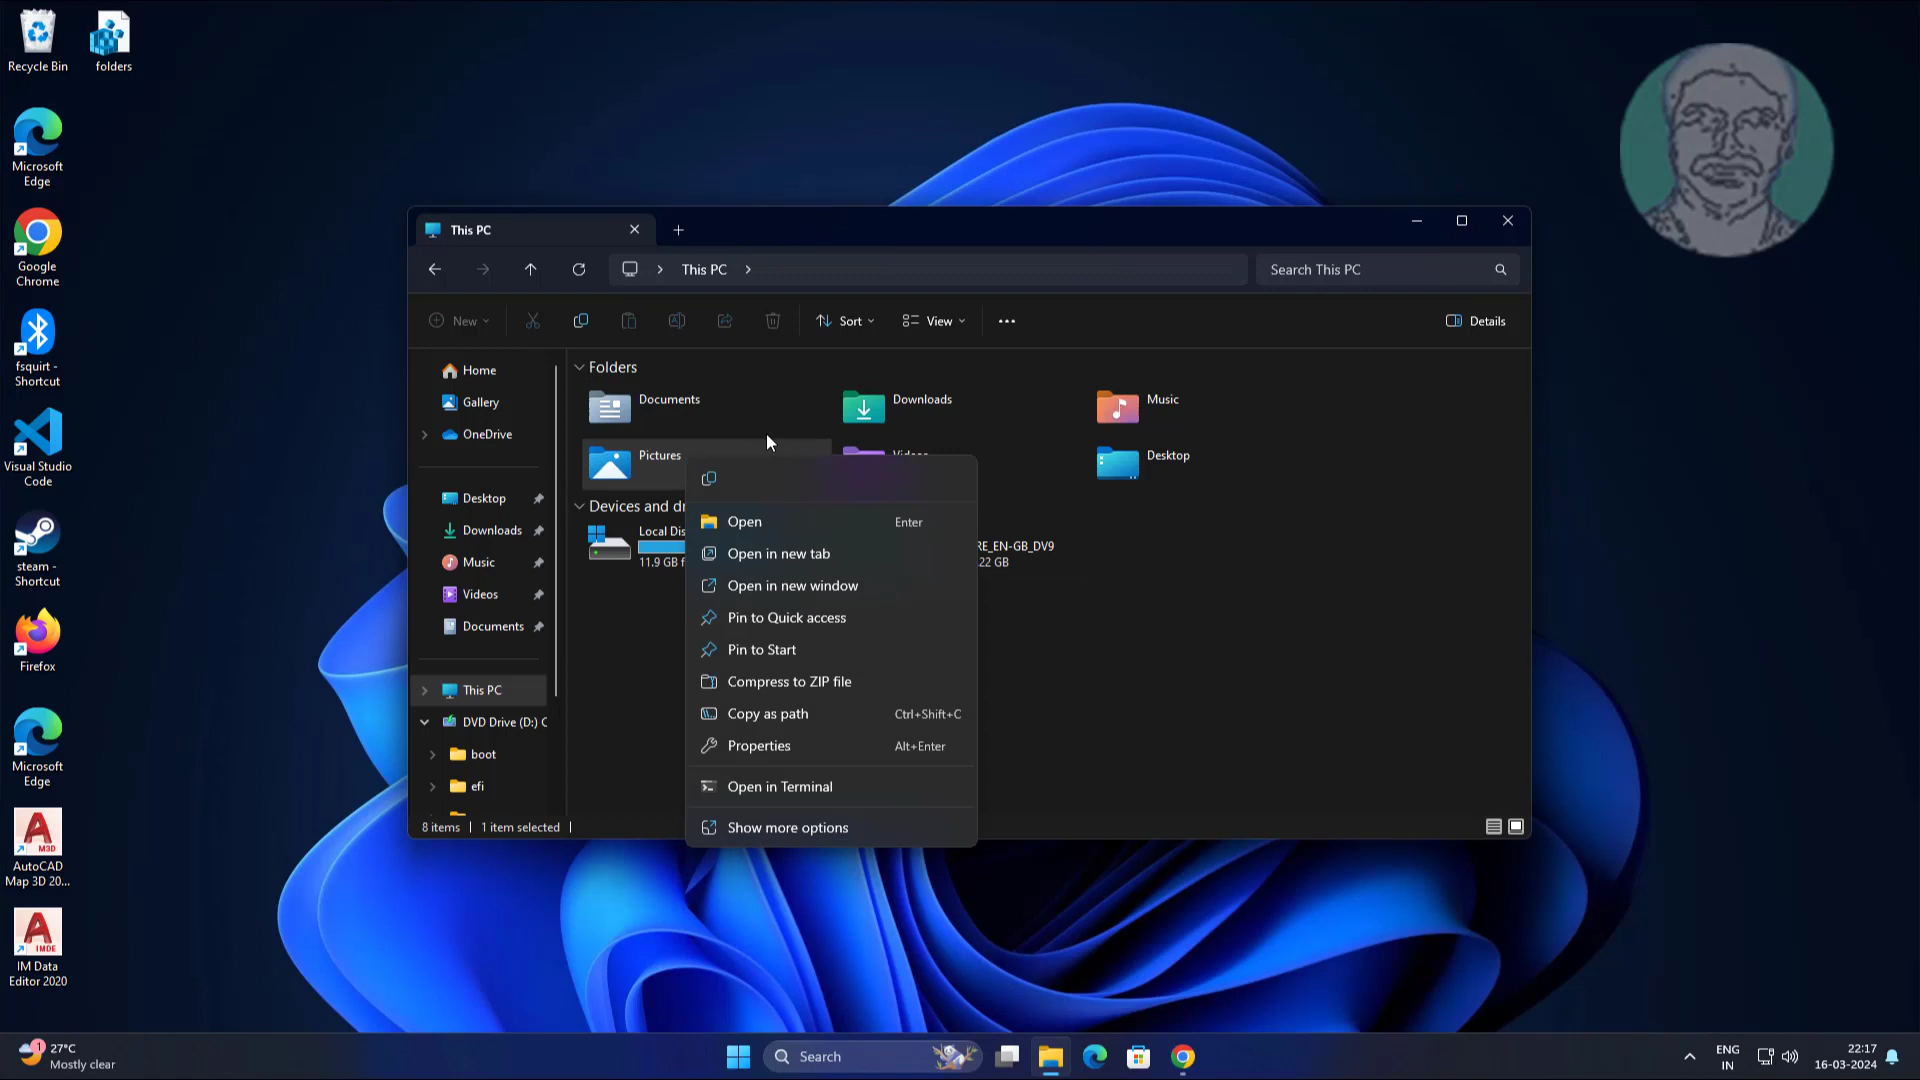 Recycle Bin
folders
Microsoft
Edge
Google
Chrome
fsquirt -
Shortcut
Visual Studio
Code
steam -
Shortcut
Firefox
Microsoft
Edge
M3D
AutoCAD
Map 3D 20...
IMDE
IM Data
Editor 2020
This PC
This PC
Search This PC
New
Sort
View
Details
Home
Gallery
OneDrive
Desktop
Downloads
Music
Videos
Documents
This PC
DVD Drive (D:) C
boot
efi
Folders
Documents
Downloads
Music
Pictures
Desktop
Devices and dr
Local Dis
11.9 GB f
RE_EN-GB_DV9
22 GB
Open Enter
Open in new tab
Open in new window
Pin to Quick access
Pin to Start
Compress to ZIP file
Copy as path Ctrl+Shift+C
Properties Alt+Enter
Open in Terminal
Show more options
8 items 1 item selected
1
27°C
Mostly clear
Search
ENG
IN
22:17
16-03-2024